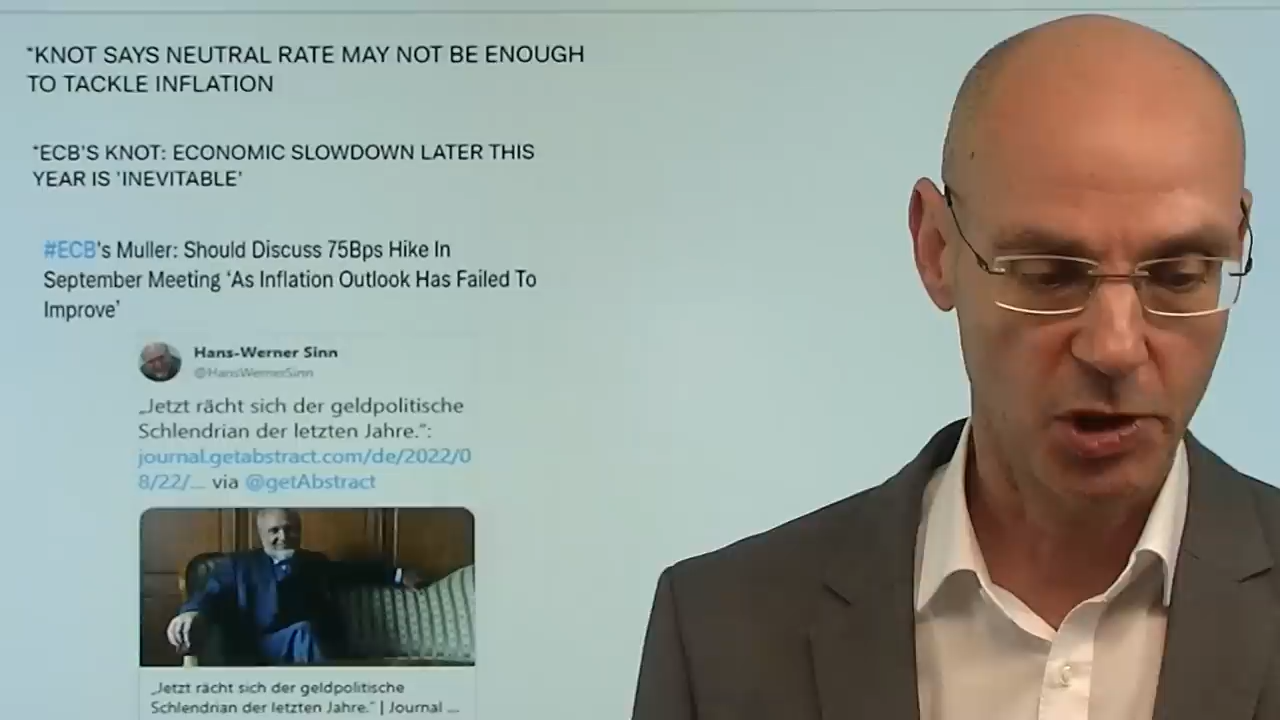 *KNOT SAYS NEUTRAL RATE MAY NOT BE ENOUGH
TO TACKLE INFLATION
*ECB'S KNOT: ECONOMIC SLOWDOWN LATER THIS
YEAR IS 'INEVITABLE'
#ECB's Muller: Should Discuss 75Bps Hike In
September Meeting ‘As Inflation Outlook Has Failed To
Improve’
Hans-Werner Sinn
@HansWernerSinn
„Jetzt rächt sich der geldpolitische
Schlendrian der letzten Jahre.“:
journal.getabstract.com/de/2022/0
8/22/... via @getAbstract
„Jetzt rächt sich der geldpolitische
Schlendrian der letzten Jahre.“ | Journal ...